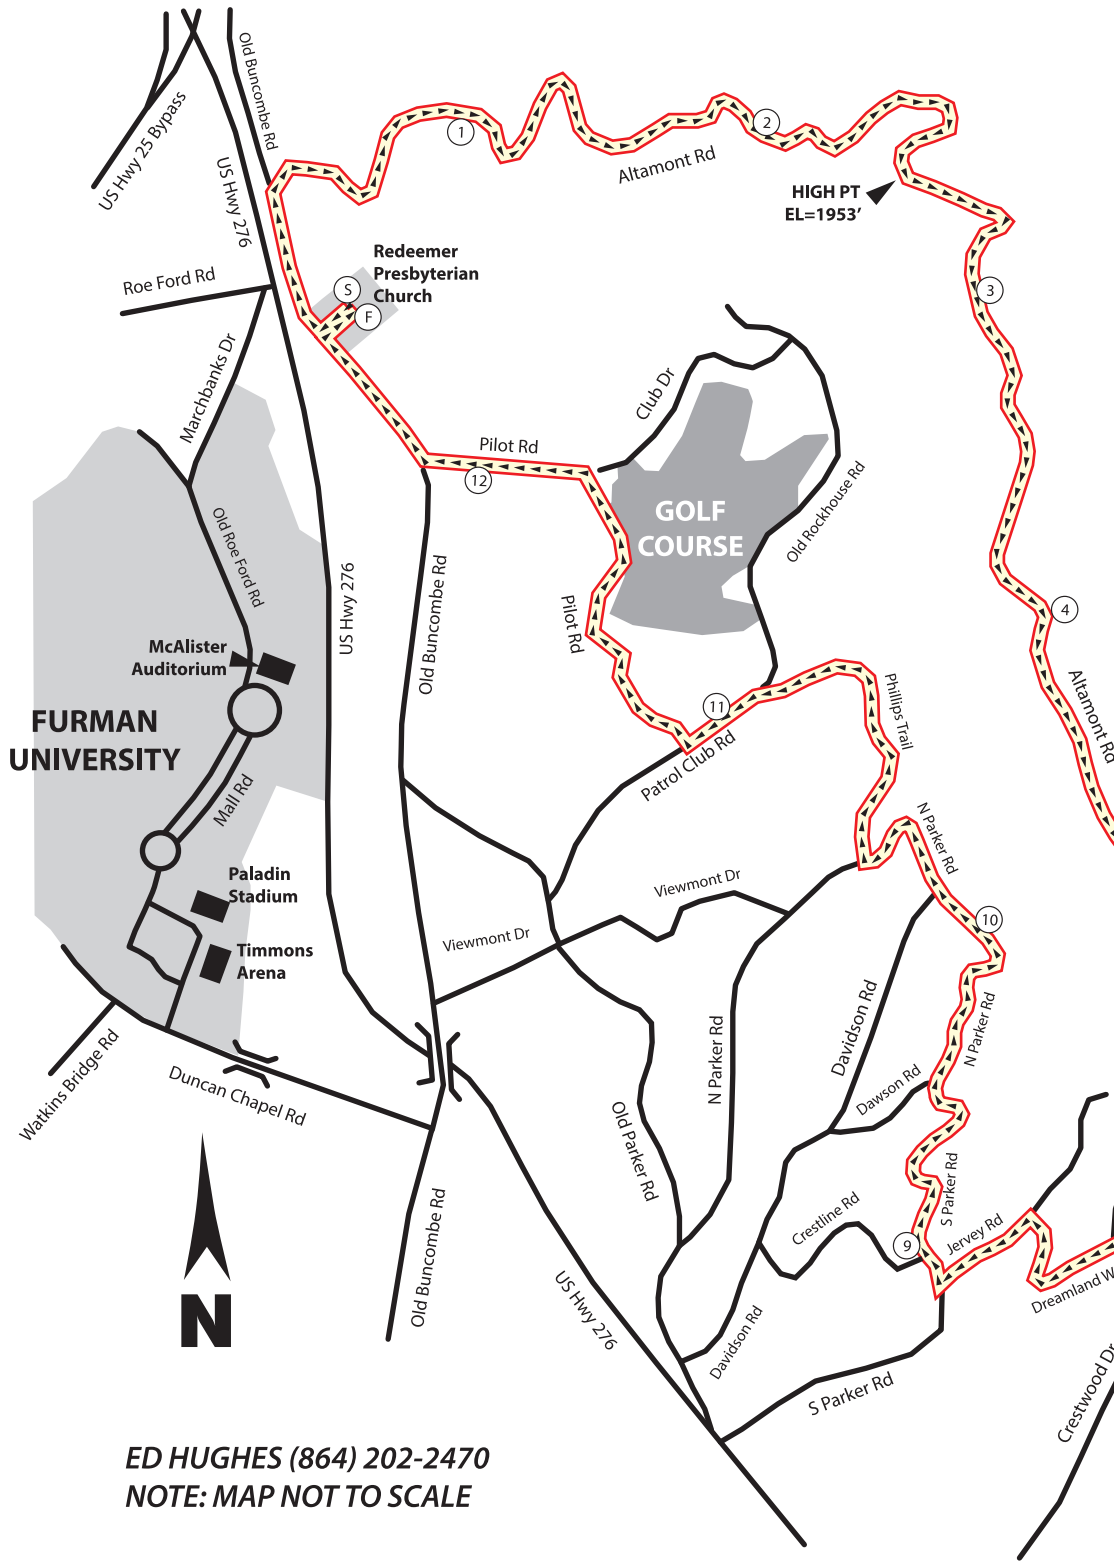 Old Buncombe Rd
US Hwy 25 Bypass
US Hwy 276
1
2
Altamont Rd
HIGH PT
EL=1953'
Redeemer
Presbyterian
Church
S
F
Roe Ford Rd
3
Marchbanks Dr
Club Dr
Pilot Rd
12
Old Rockhouse Rd
GOLF
COURSE
Old Roe Ford Rd
US Hwy 276
Old Buncombe Rd
Pilot Rd
4
McAlister
Auditorium
Altamont Rd
FURMAN
UNIVERSITY
11
Phillips Trail
Patrol Club Rd
Mall Rd
N Parker Rd
Paladin
Stadium
Viewmont Dr
10
Viewmont Dr
Timmons
Arena
Davidson Rd
N Parker Rd
N Parker Rd
Watkins Bridge Rd
Duncan Chapel Rd
Dawson Rd
Old Parker Rd
S Parker Rd
Crestline Rd
9
Jervey Rd
Old Buncombe Rd
N
US Hwy 276
Dreamland W
Davidson Rd
S Parker Rd
Crestwood Dr
ED HUGHES (864) 202-2470
NOTE: MAP NOT TO SCALE